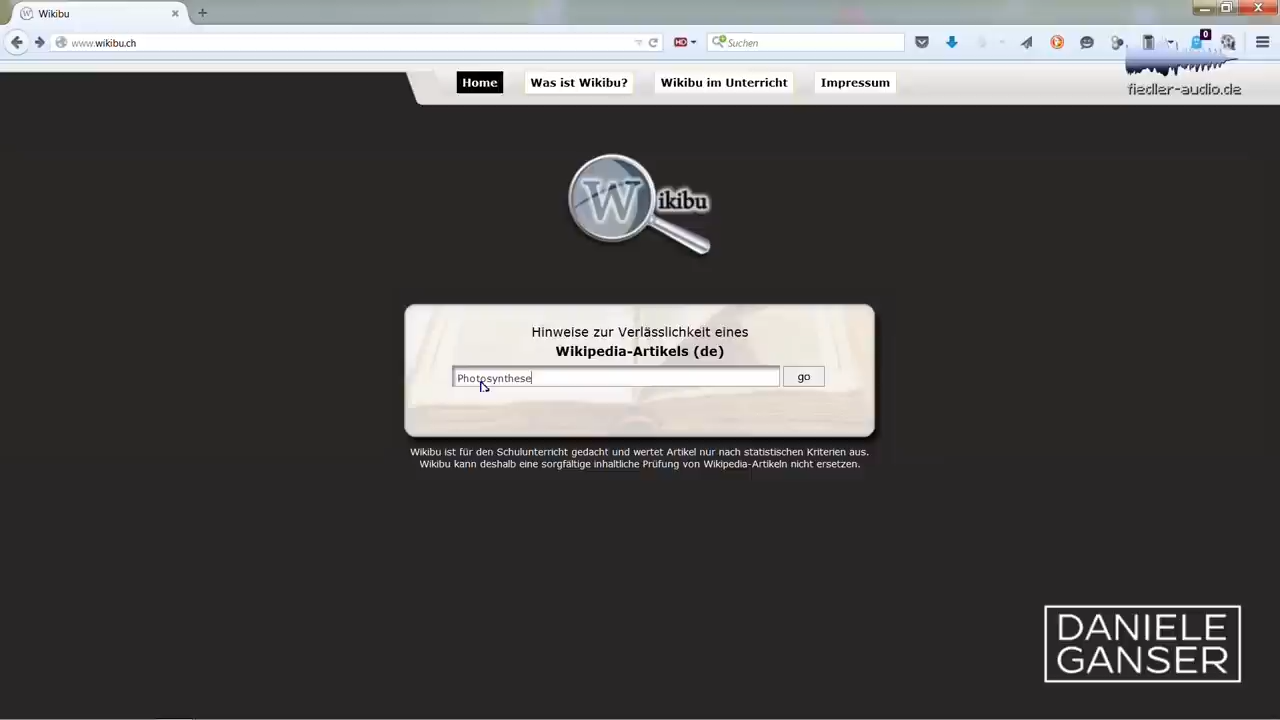 Wikibu
www.wikibu.ch
Suchen
0
Home
Was ist Wikibu?
Wikibu im Unterricht
Impressum
fiedler-audio.de
Wikibu
Hinweise zur Verlässlichkeit eines
Wikipedia-Artikels (de)
Photosynthese
go
Wikibu ist für den Schulunterricht gedacht und wertet Artikel nur nach statistischen Kriterien aus.
Wikibu kann deshalb eine sorgfältige inhaltliche Prüfung von Wikipedia-Artikeln nicht ersetzen.
DANIELE
GANSER